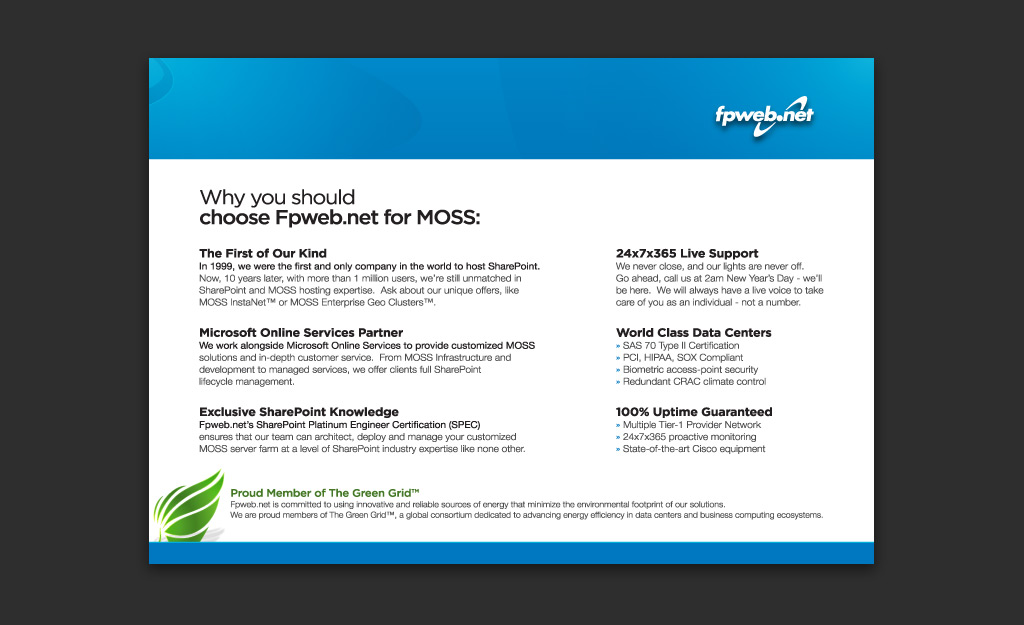 fpweb.net
Why you should
choose Fpweb.net for MOSS:
The First of Our Kind
In 1999, we were the first and only company in the world to host SharePoint.
Now, 10 years later, with more than 1 million users, we're still unmatched in
SharePoint and MOSS hosting expertise.  Ask about our unique offers, like
MOSS InstaNet™ or MOSS Enterprise Geo Clusters™.
Microsoft Online Services Partner
We work alongside Microsoft Online Services to provide customized MOSS
solutions and in-depth customer service.  From MOSS Infrastructure and
development to managed services, we offer clients full SharePoint
lifecycle management.
Exclusive SharePoint Knowledge
Fpweb.net's SharePoint Platinum Engineer Certification (SPEC)
ensures that our team can architect, deploy and manage your customized
MOSS server farm at a level of SharePoint industry expertise like none other.
24x7x365 Live Support
We never close, and our lights are never off.
Go ahead, call us at 2am New Year's Day - we'll
be here.  We will always have a live voice to take
care of you as an individual - not a number.
World Class Data Centers
» SAS 70 Type II Certification
» PCI, HIPAA, SOX Compliant
» Biometric access-point security
» Redundant CRAC climate control
100% Uptime Guaranteed
» Multiple Tier-1 Provider Network
» 24x7x365 proactive monitoring
» State-of-the-art Cisco equipment
Proud Member of The Green Grid™
Fpweb.net is committed to using innovative and reliable sources of energy that minimize the environmental footprint of our solutions.
We are proud members of The Green Grid™, a global consortium dedicated to advancing energy efficiency in data centers and business computing ecosystems.